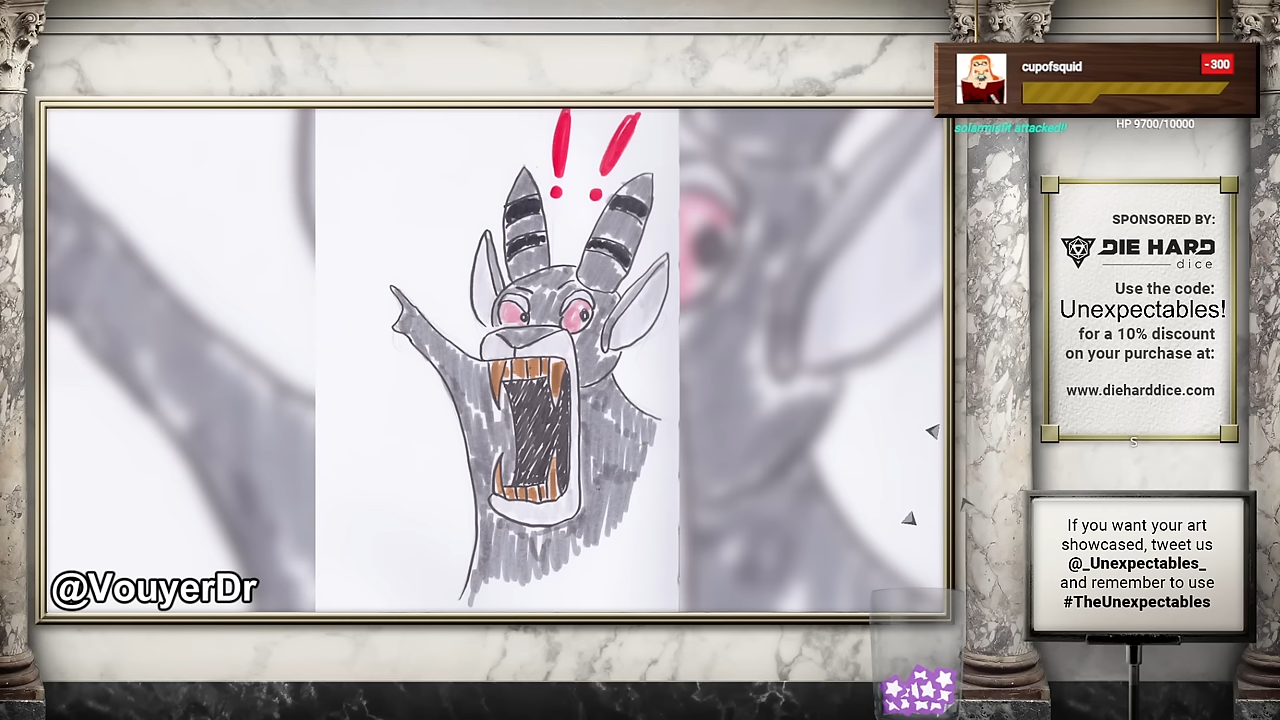 cupofsquid
-300
solarmisfit attacked!!
HP 9700/10000
SPONSORED BY:
DIE HARD
dice
Use the code:
Unexpectables!
for a 10% discount
on your purchase at:
www.dieharddice.com
S
If you want your art
showcased, tweet us
@_Unexpectables_
and remember to use
#TheUnexpectables
!!
@VouyerDr